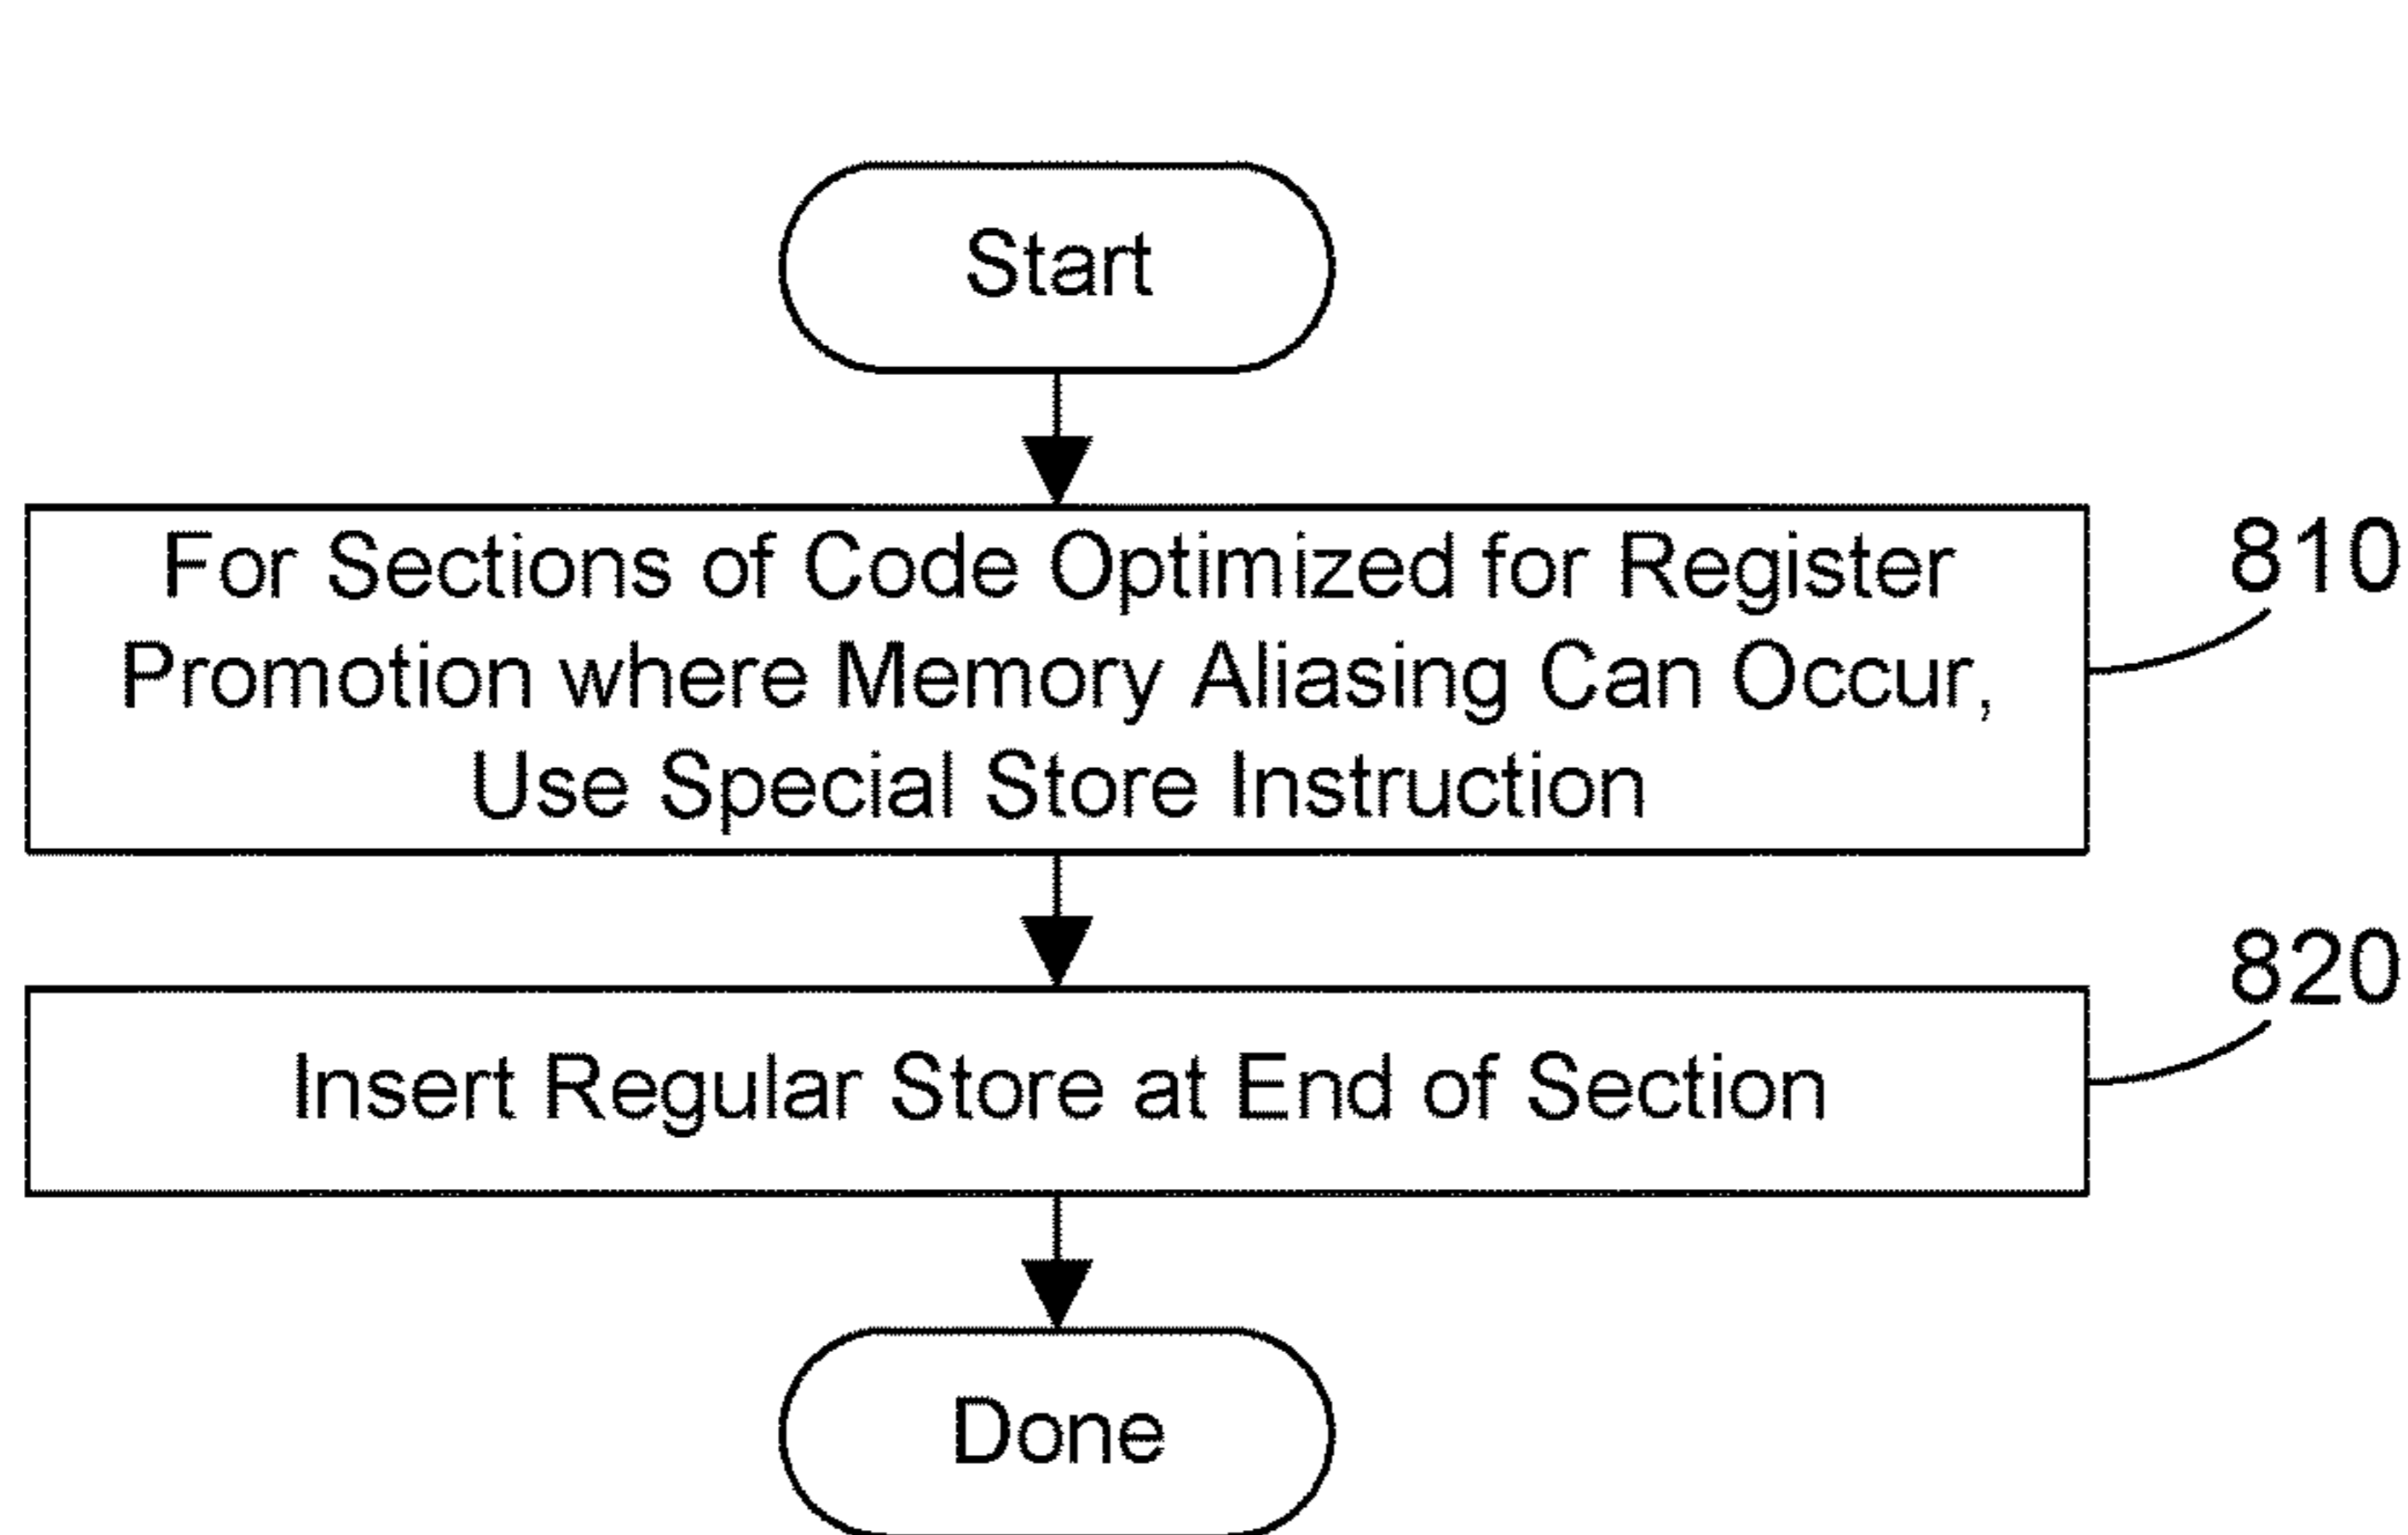 Start
For Sections of Code Optimized for Register
Promotion where Memory Aliasing Can Occur,
Use Special Store Instruction
810
Insert Regular Store at End of Section
820
Done